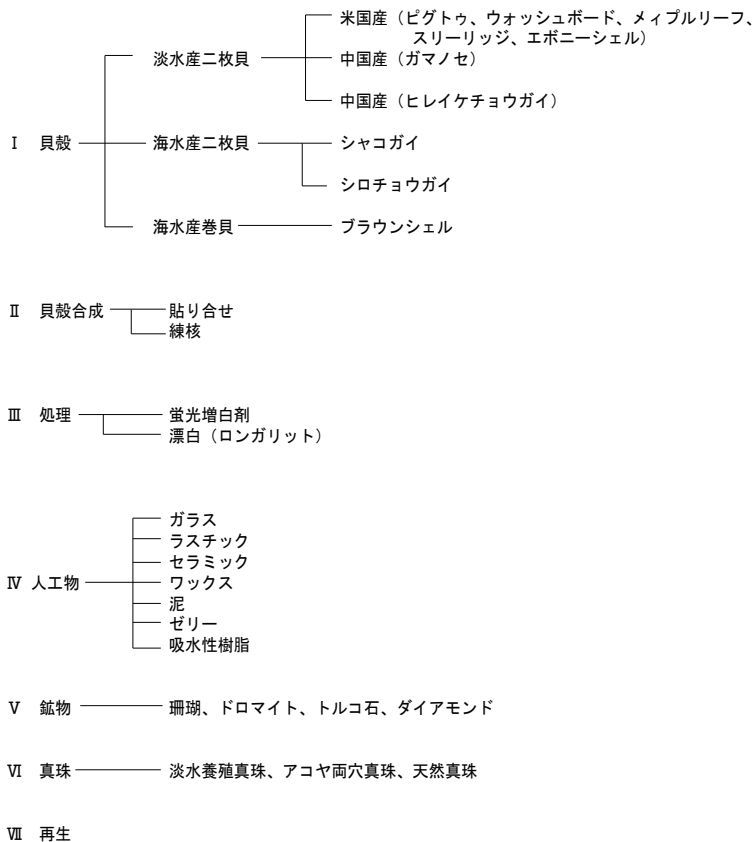 米国産（ピグトゥ、ウォッシュボード、メィプルリーフ、
スリーリッジ、エボニーシェル）
淡水産二枚貝
中国産（ガマノセ）
中国産（ヒレイケチョウガイ）
Ⅰ 貝殻
海水産二枚貝
シャコガイ
シロチョウガイ
海水産巻貝
ブラウンシェル
Ⅱ 貝殻合成
貼り合せ
練核
Ⅲ 処理
蛍光増白剤
漂白（ロンガリット）
ガラス
ラスチック
セラミック
Ⅳ 人工物
ワックス
泥
ゼリー
吸水性樹脂
Ⅴ 鉱物
珊瑚、ドロマイト、トルコ石、ダイアモンド
Ⅵ 真珠
淡水養殖真珠、アコヤ両穴真珠、天然真珠
Ⅶ 再生